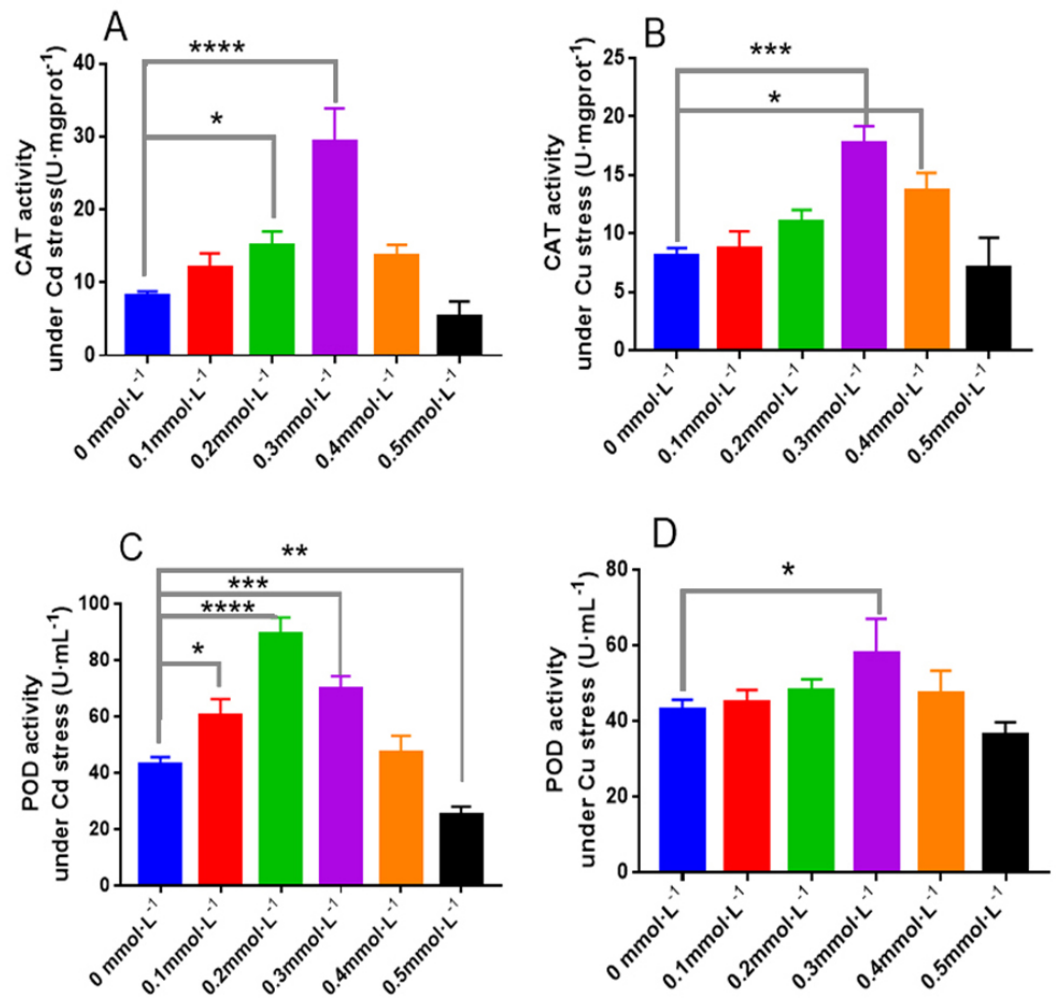 A
****
*
CAT activity
under Cd stress(U·mgprot⁻¹)
40
30
20
10
0
0 mmol·L⁻¹
0.1mmol·L⁻¹
0.2mmol·L⁻¹
0.3mmol·L⁻¹
0.4mmol·L⁻¹
0.5mmol·L⁻¹
B
***
*
CAT activity
under Cu stress (U·mgprot⁻¹)
25
20
15
10
5
0
0 mmol·L⁻¹
0.1mmol·L⁻¹
0.2mmol·L⁻¹
0.3mmol·L⁻¹
0.4mmol·L⁻¹
0.5mmol·L⁻¹
C
**
***
****
*
POD activity
under Cd stress (U·mL⁻¹)
100
80
60
40
20
0
0 mmol·L⁻¹
0.1mmol·L⁻¹
0.2mmol·L⁻¹
0.3mmol·L⁻¹
0.4mmol·L⁻¹
0.5mmol·L⁻¹
D
*
POD activity
under Cu stress (U·mL⁻¹)
80
60
40
20
0
0 mmol·L⁻¹
0.1mmol·L⁻¹
0.2mmol·L⁻¹
0.3mmol·L⁻¹
0.4mmol·L⁻¹
0.5mmol·L⁻¹